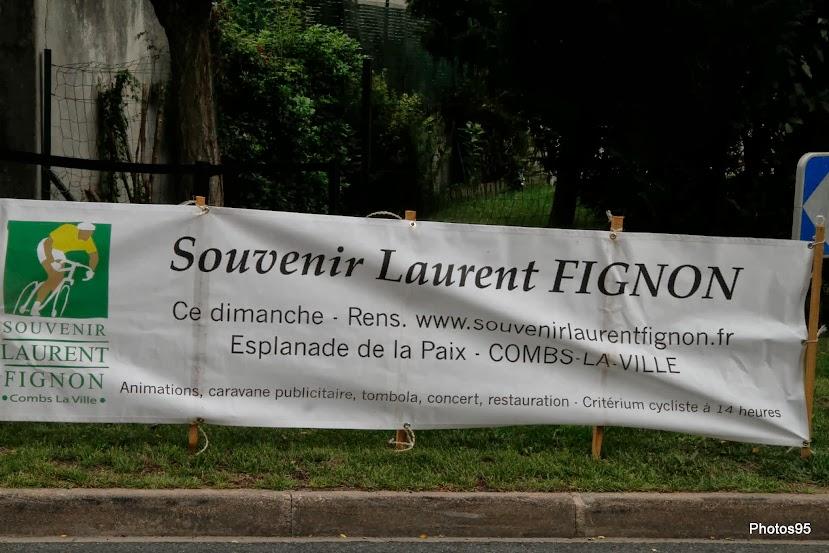 Souvenir Laurent FIGNON
Ce dimanche - Rens. www.souvenirlaurentfignon.fr
Esplanade de la Paix - COMBS-LA-VILLE
Animations, caravane publicitaire, tombola, concert, restauration - Critérium cycliste à 14 heures
SOUVENIR
LAURENT
FIGNON
• Combs La Ville •
Photos95